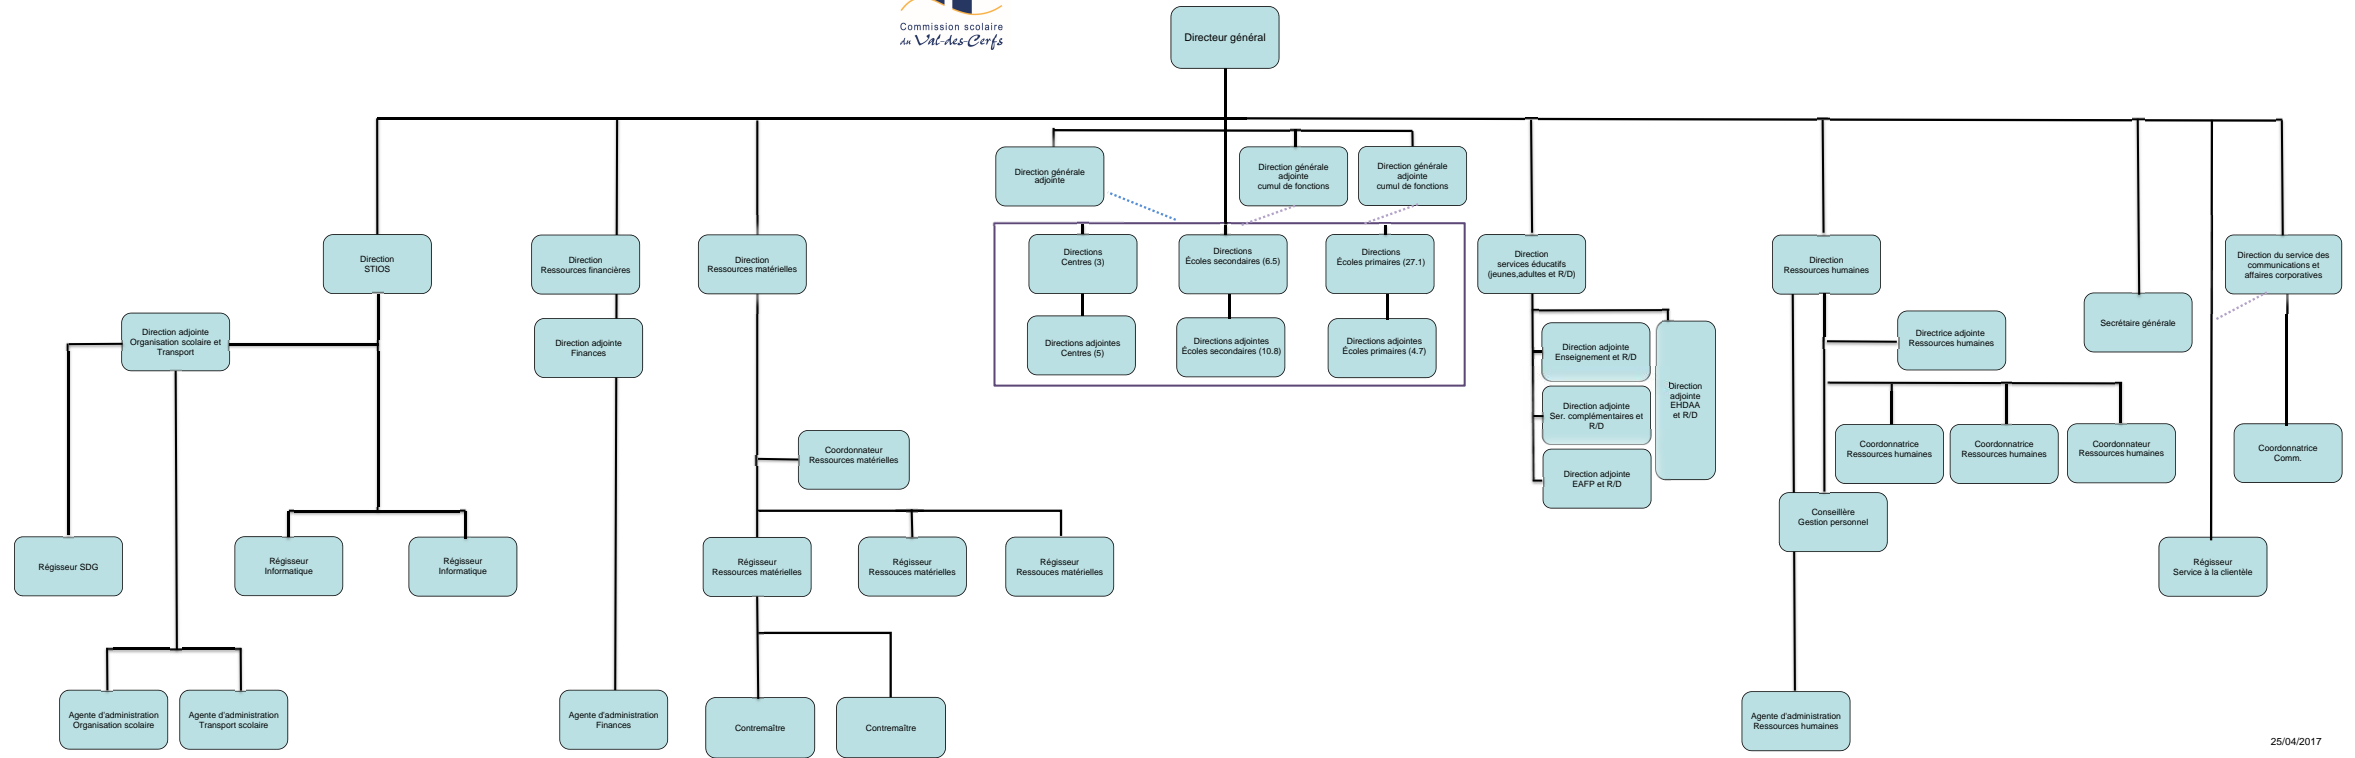 Commission scolaire
du Val-des-Cerfs
Directeur général
Direction générale
adjointe
Direction générale
adjointe
cumul de fonctions
Direction générale
adjointe
cumul de fonctions
Direction
STIOS
Direction
Ressources financières
Direction
Ressources matérielles
Directions
Centres (3)
Directions
Écoles secondaires (6.5)
Directions
Écoles primaires (27.1)
Direction
services éducatifs
(jeunes,adultes et R/D)
Direction
Ressources humaines
Direction du service des
communications et
affaires corporatives
Secrétaire générale
Direction adjointe
Organisation scolaire et
Transport
Direction adjointe
Finances
Directions adjointes
Centres (5)
Directions adjointes
Écoles secondaires (10.8)
Directions adjointes
Écoles primaires (4.7)
Direction adjointe
Enseignement et R/D
Direction adjointe
Ser. complémentaires et
R/D
Direction adjointe
EAFP et R/D
Direction
adjointe
EHDAA
et R/D
Directrice adjointe
Ressources humaines
Coordonnateur
Ressources matérielles
Coordonnatrice
Ressources humaines
Coordonnatrice
Ressources humaines
Coordonnateur
Ressources humaines
Coordonnatrice
Comm.
Conseillère
Gestion personnel
Régisseur SDG
Régisseur
Informatique
Régisseur
Informatique
Régisseur
Ressources matérielles
Régisseur
Ressouces matérielles
Régisseur
Ressouces matérielles
Régisseur
Service à la clientèle
Agente d'administration
Organisation scolaire
Agente d'administration
Transport scolaire
Agente d'administration
Finances
Contremaître
Contremaître
Agente d'administration
Ressources humaines
25/04/2017